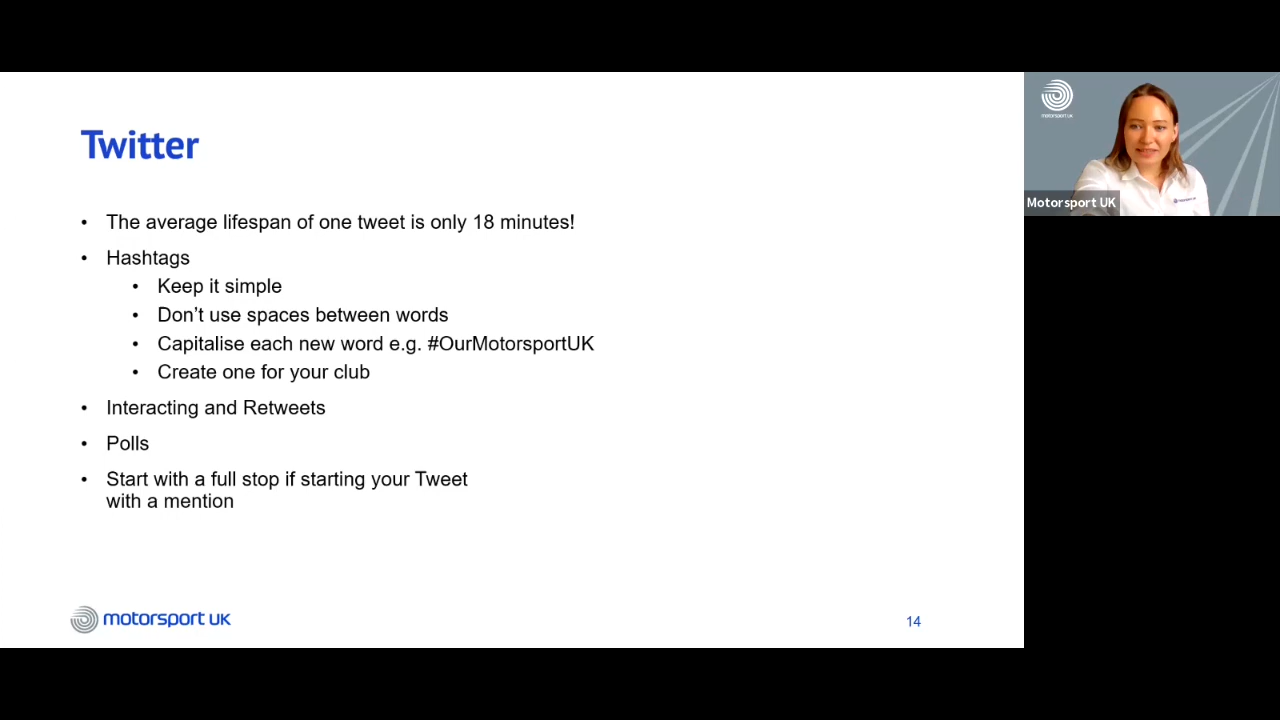 Twitter
• The average lifespan of one tweet is only 18 minutes!
• Hashtags
• Keep it simple
• Don’t use spaces between words
• Capitalise each new word e.g. #OurMotorsportUK
• Create one for your club
• Interacting and Retweets
• Polls
• Start with a full stop if starting your Tweet
with a mention
motorsport UK
14
motorsport UK
Motorsport UK